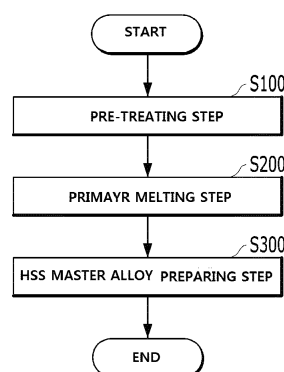 START
S100
PRE-TREATING STEP
S200
PRIMAYR MELTING STEP
S300
HSS MASTER ALLOY PREPARING STEP
END